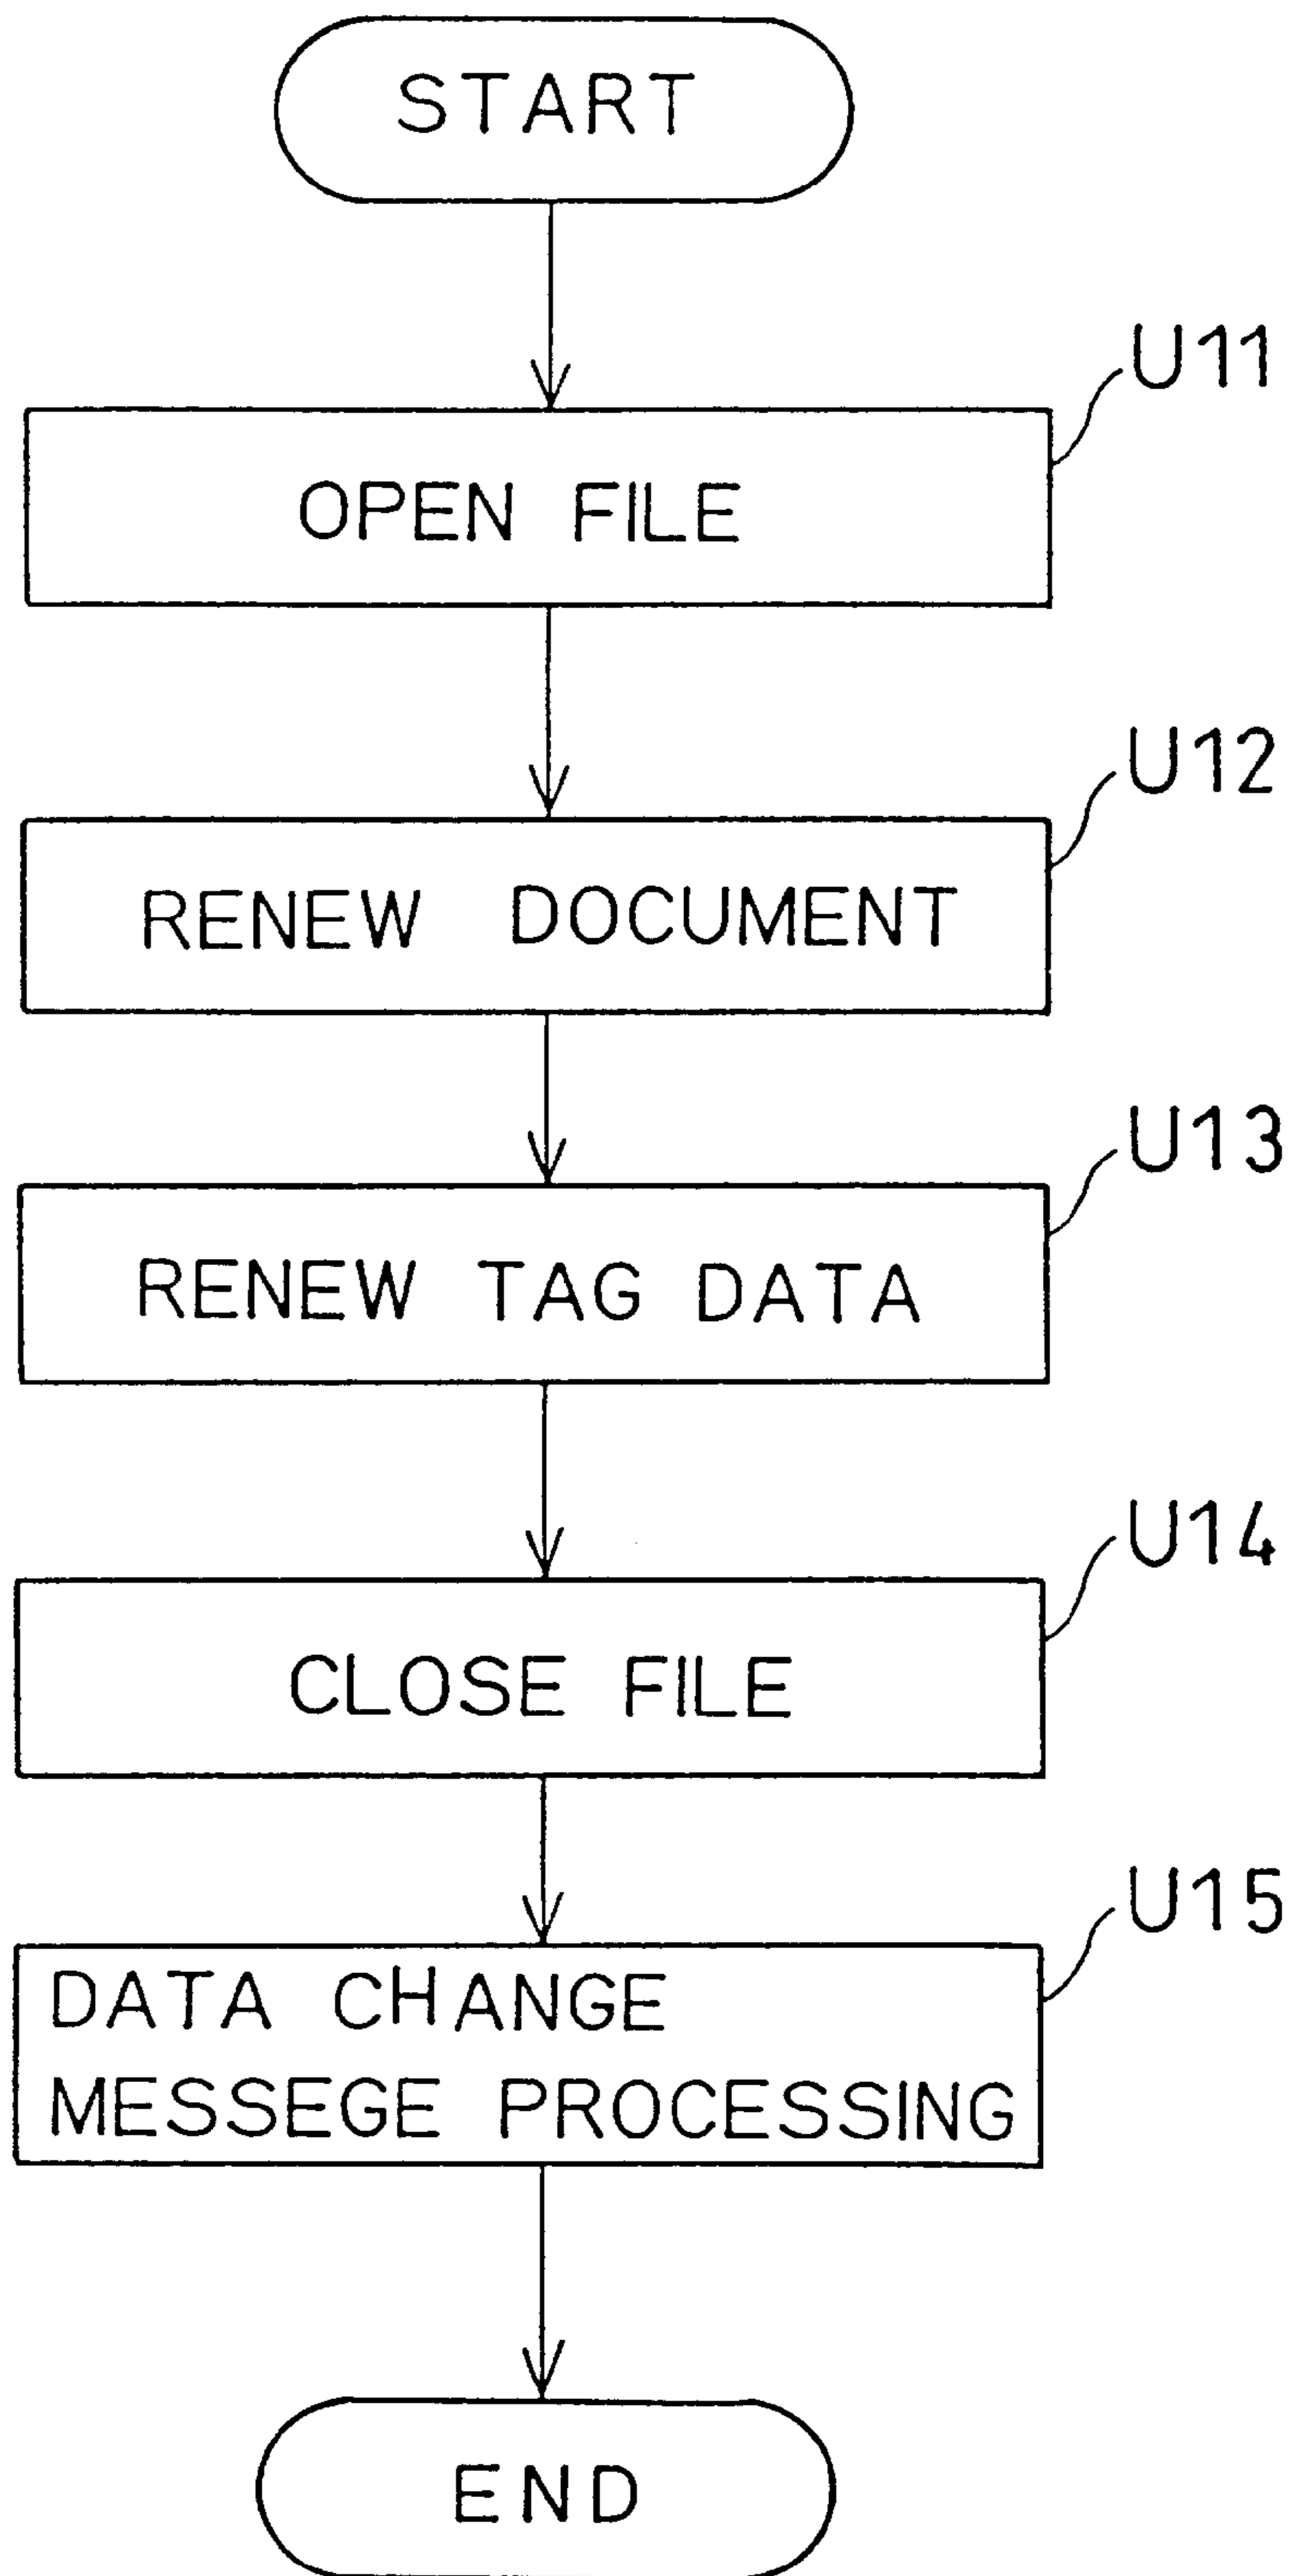 START
U11
OPEN FILE
U12
RENEW DOCUMENT
U13
RENEW TAG DATA
U14
CLOSE FILE
U15
DATA CHANGE
MESSEGE PROCESSING
END